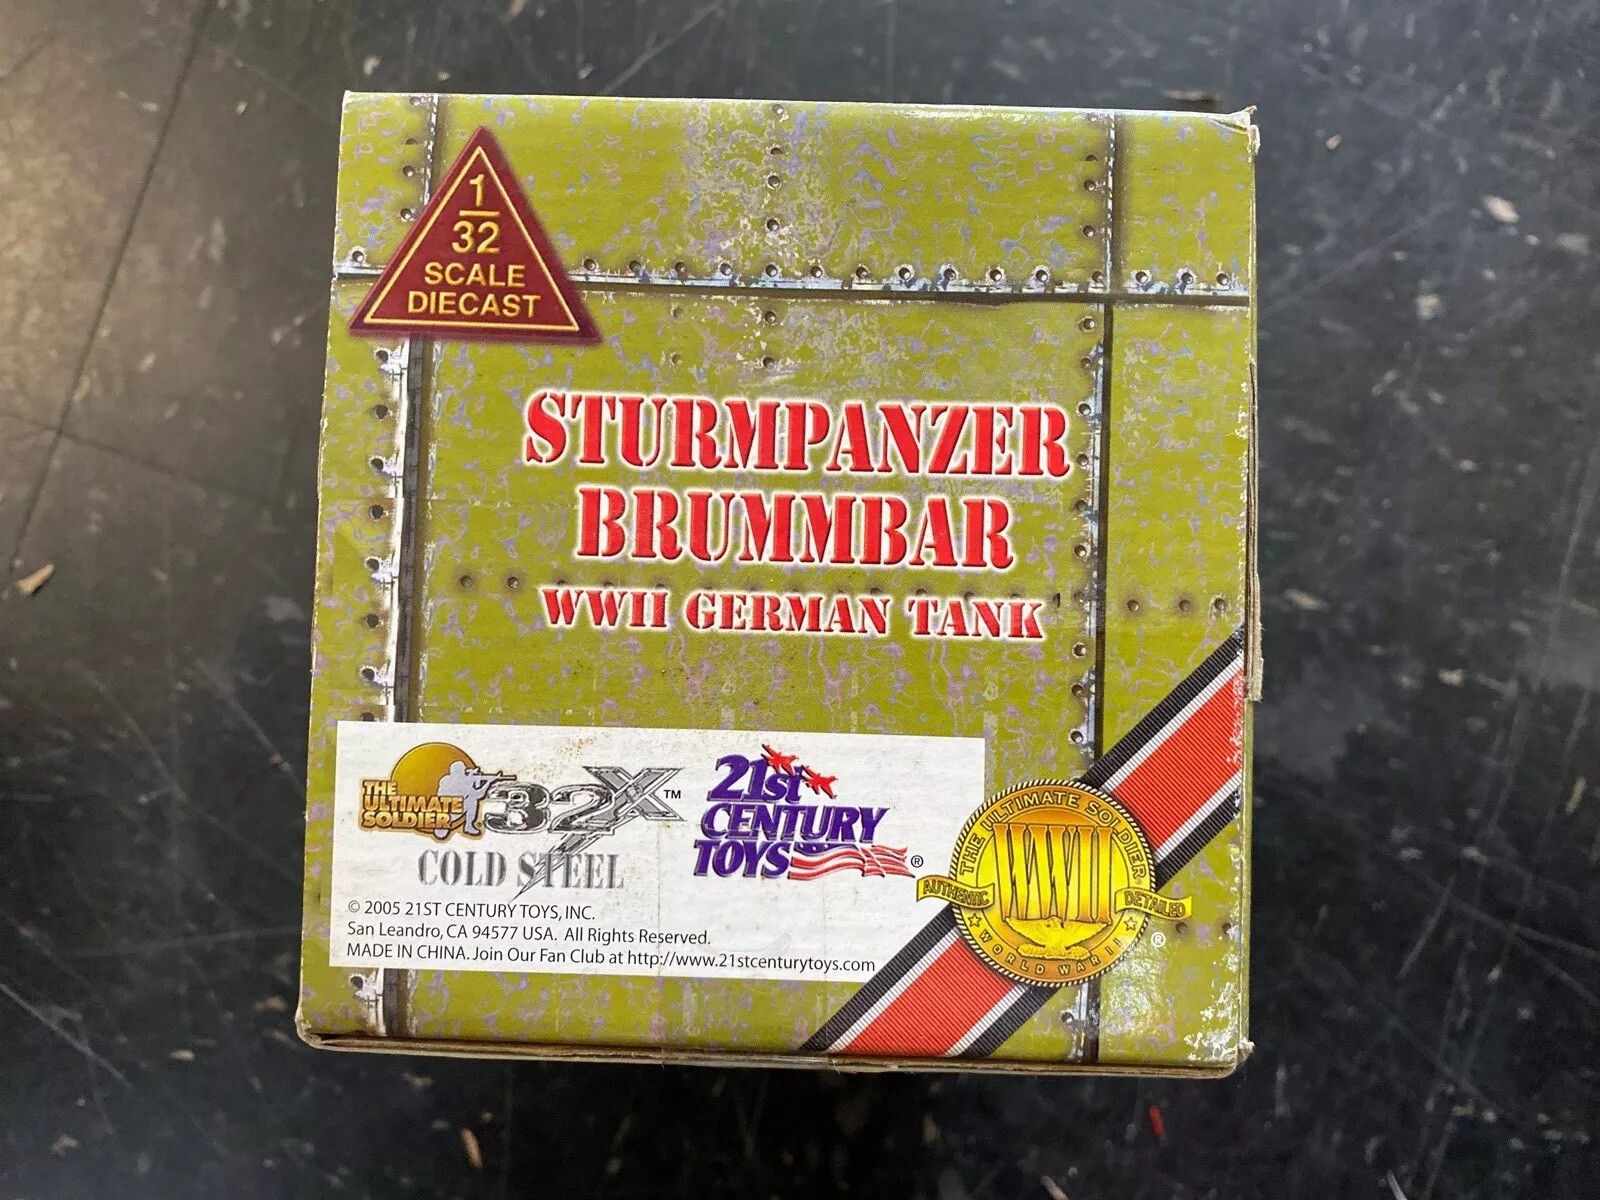 1
32
SCALE
DIECAST
STURMPANZER
BRUMMBAR
WWII GERMAN TANK
THE
ULTIMATE
SOLDIER
32X™
COLD STEEL
21st
CENTURY
TOYS®
© 2005 21ST CENTURY TOYS, INC.
San Leandro, CA 94577 USA. All Rights Reserved.
MADE IN CHINA. Join Our Fan Club at http://www.21stcenturytoys.com
THE ULTIMATE SOLDIER
WWII
AUTHENTIC
DETAILED
WORLD WAR II
®